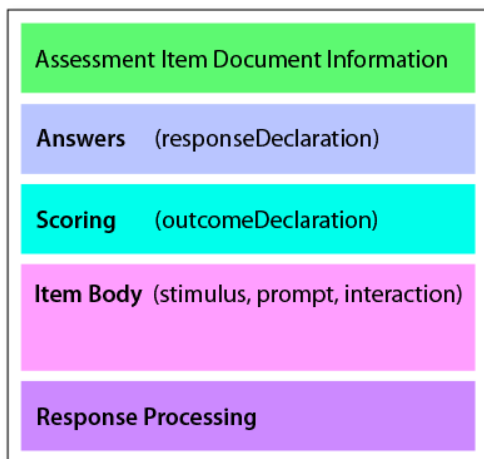 Assessment Item Document Information
Answers (responseDeclaration)
Scoring (outcomeDeclaration)
Item Body (stimulus, prompt, interaction)
Response Processing